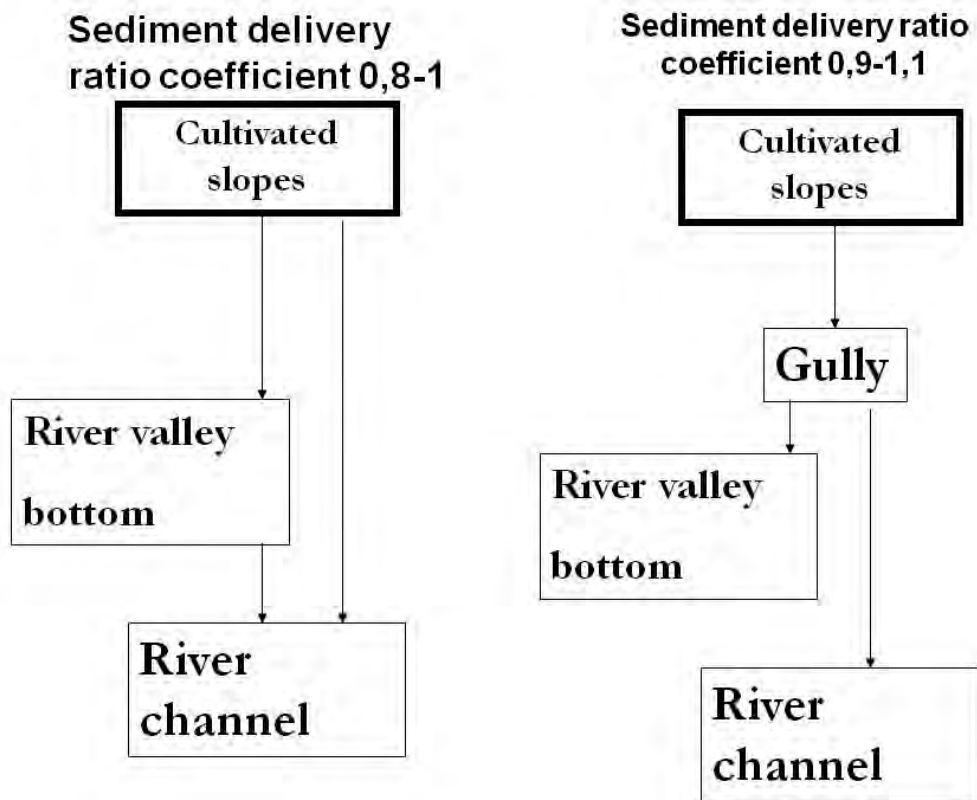 Sediment delivery
ratio coefficient 0,8-1
Cultivated
slopes
River valley
bottom
River
channel
Sediment delivery ratio
coefficient 0,9-1,1
Cultivated
slopes
Gully
River valley
bottom
River
channel